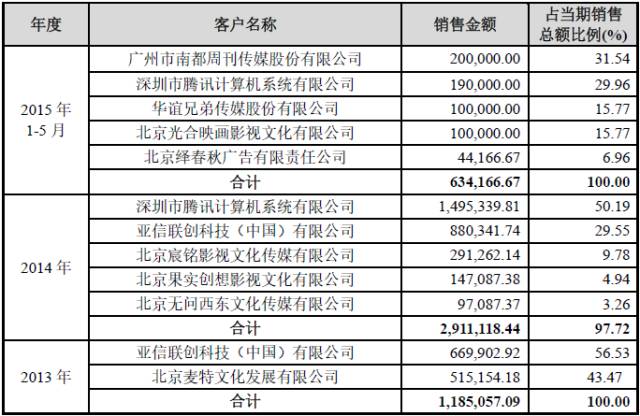 年度 客户名称 销售金额 占当期销售总额比例(%)
2015 年 1-5 月
广州市南都周刊传媒股份有限公司 200,000.00 31.54
深圳市腾讯计算机系统有限公司 190,000.00 29.96
华谊兄弟传媒股份有限公司 100,000.00 15.77
北京光合映画影视文化有限公司 100,000.00 15.77
北京绎春秋广告有限责任公司 44,166.67 6.96
合计 634,166.67 100.00
2014 年
深圳市腾讯计算机系统有限公司 1,495,339.81 50.19
亚信联创科技（中国）有限公司 880,341.74 29.55
北京宸铭影视文化传媒有限公司 291,262.14 9.78
北京果实创想影视文化有限公司 147,087.38 4.94
北京无问西东文化传媒有限公司 97,087.37 3.26
合计 2,911,118.44 97.72
2013 年
亚信联创科技（中国）有限公司 669,902.92 56.53
北京麦特文化发展有限公司 515,154.18 43.47
合计 1,185,057.09 100.00